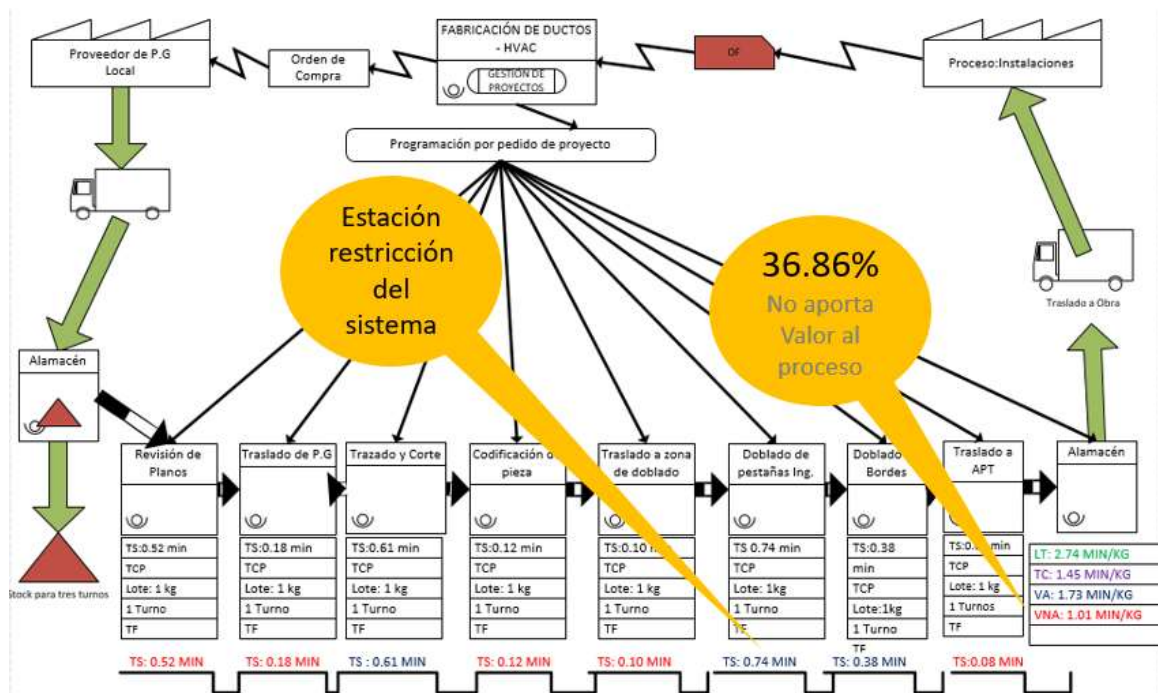 Proveedor de P.G
Local
Orden de
Compra
FABRICACIÓN DE DUCTOS
- HVAC
GESTIÓN DE
PROYECTOS
OF
Proceso:Instalaciones
Programación por pedido de proyecto
Estación
restricción
del
sistema
36.86%
No aporta
Valor al
proceso
Traslado a Obra
Alamacén
Stock para tres turnos
Revisión de
Planos
TS:0.52 min
TCP
Lote: 1 kg
1 Turno
TF
Traslado de P.G
TS:0.18 min
TCP
Lote: 1 kg
1 Turno
TF
Trazado y Corte
TS:0.61 min
TCP
Lote: 1 kg
1 Turno
TF
Codificación de
pieza
TS:0.12 min
TCP
Lote: 1 kg
1 Turno
TF
Traslado a zona
de doblado
TS:0.10 min
TCP
Lote: 1 kg
1 Turno
TF
Doblado de
pestañas Ing.
TS 0.74 min
TCP
Lote: 1 kg
1 Turno
TF
Doblado
Bordes
TS:0.38
min
TCP
Lote:1kg
1 Turno
TF
Traslado a
APT
TCP
Lote: 1 kg
1 Turnos
TF
Alamacén
LT: 2.74 MIN/KG
TC: 1.45 MIN/KG
VA: 1.73 MIN/KG
VNA: 1.01 MIN/KG
TS: 0.52 MIN
TS: 0.18 MIN
TS : 0.61 MIN
TS: 0.12 MIN
TS: 0.10 MIN
TS: 0.74 MIN
TS: 0.38 MIN
TS:0.08 MIN